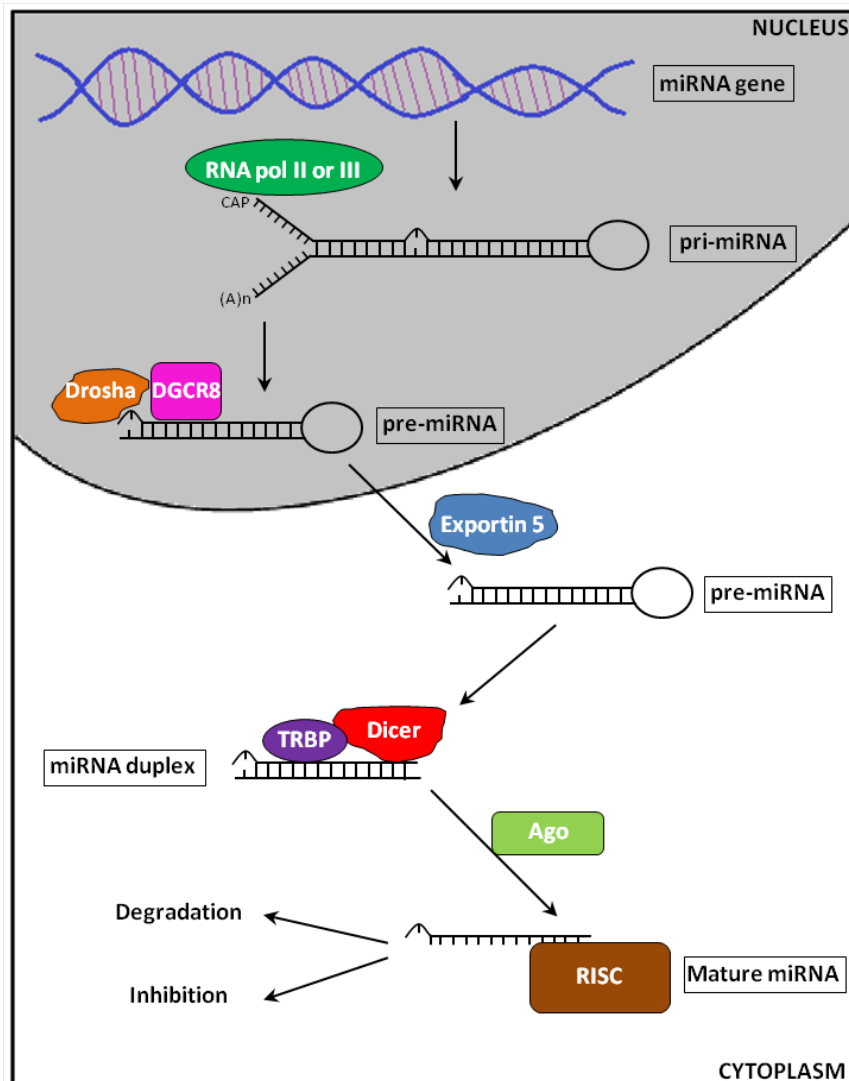 NUCLEUS
miRNA gene
RNA pol II or III
CAP
pri-miRNA
(A)n
Drosha
DGCR8
pre-miRNA
Exportin 5
pre-miRNA
TRBP
Dicer
miRNA duplex
Ago
Degradation
Inhibition
RISC
Mature miRNA
CYTOPLASM